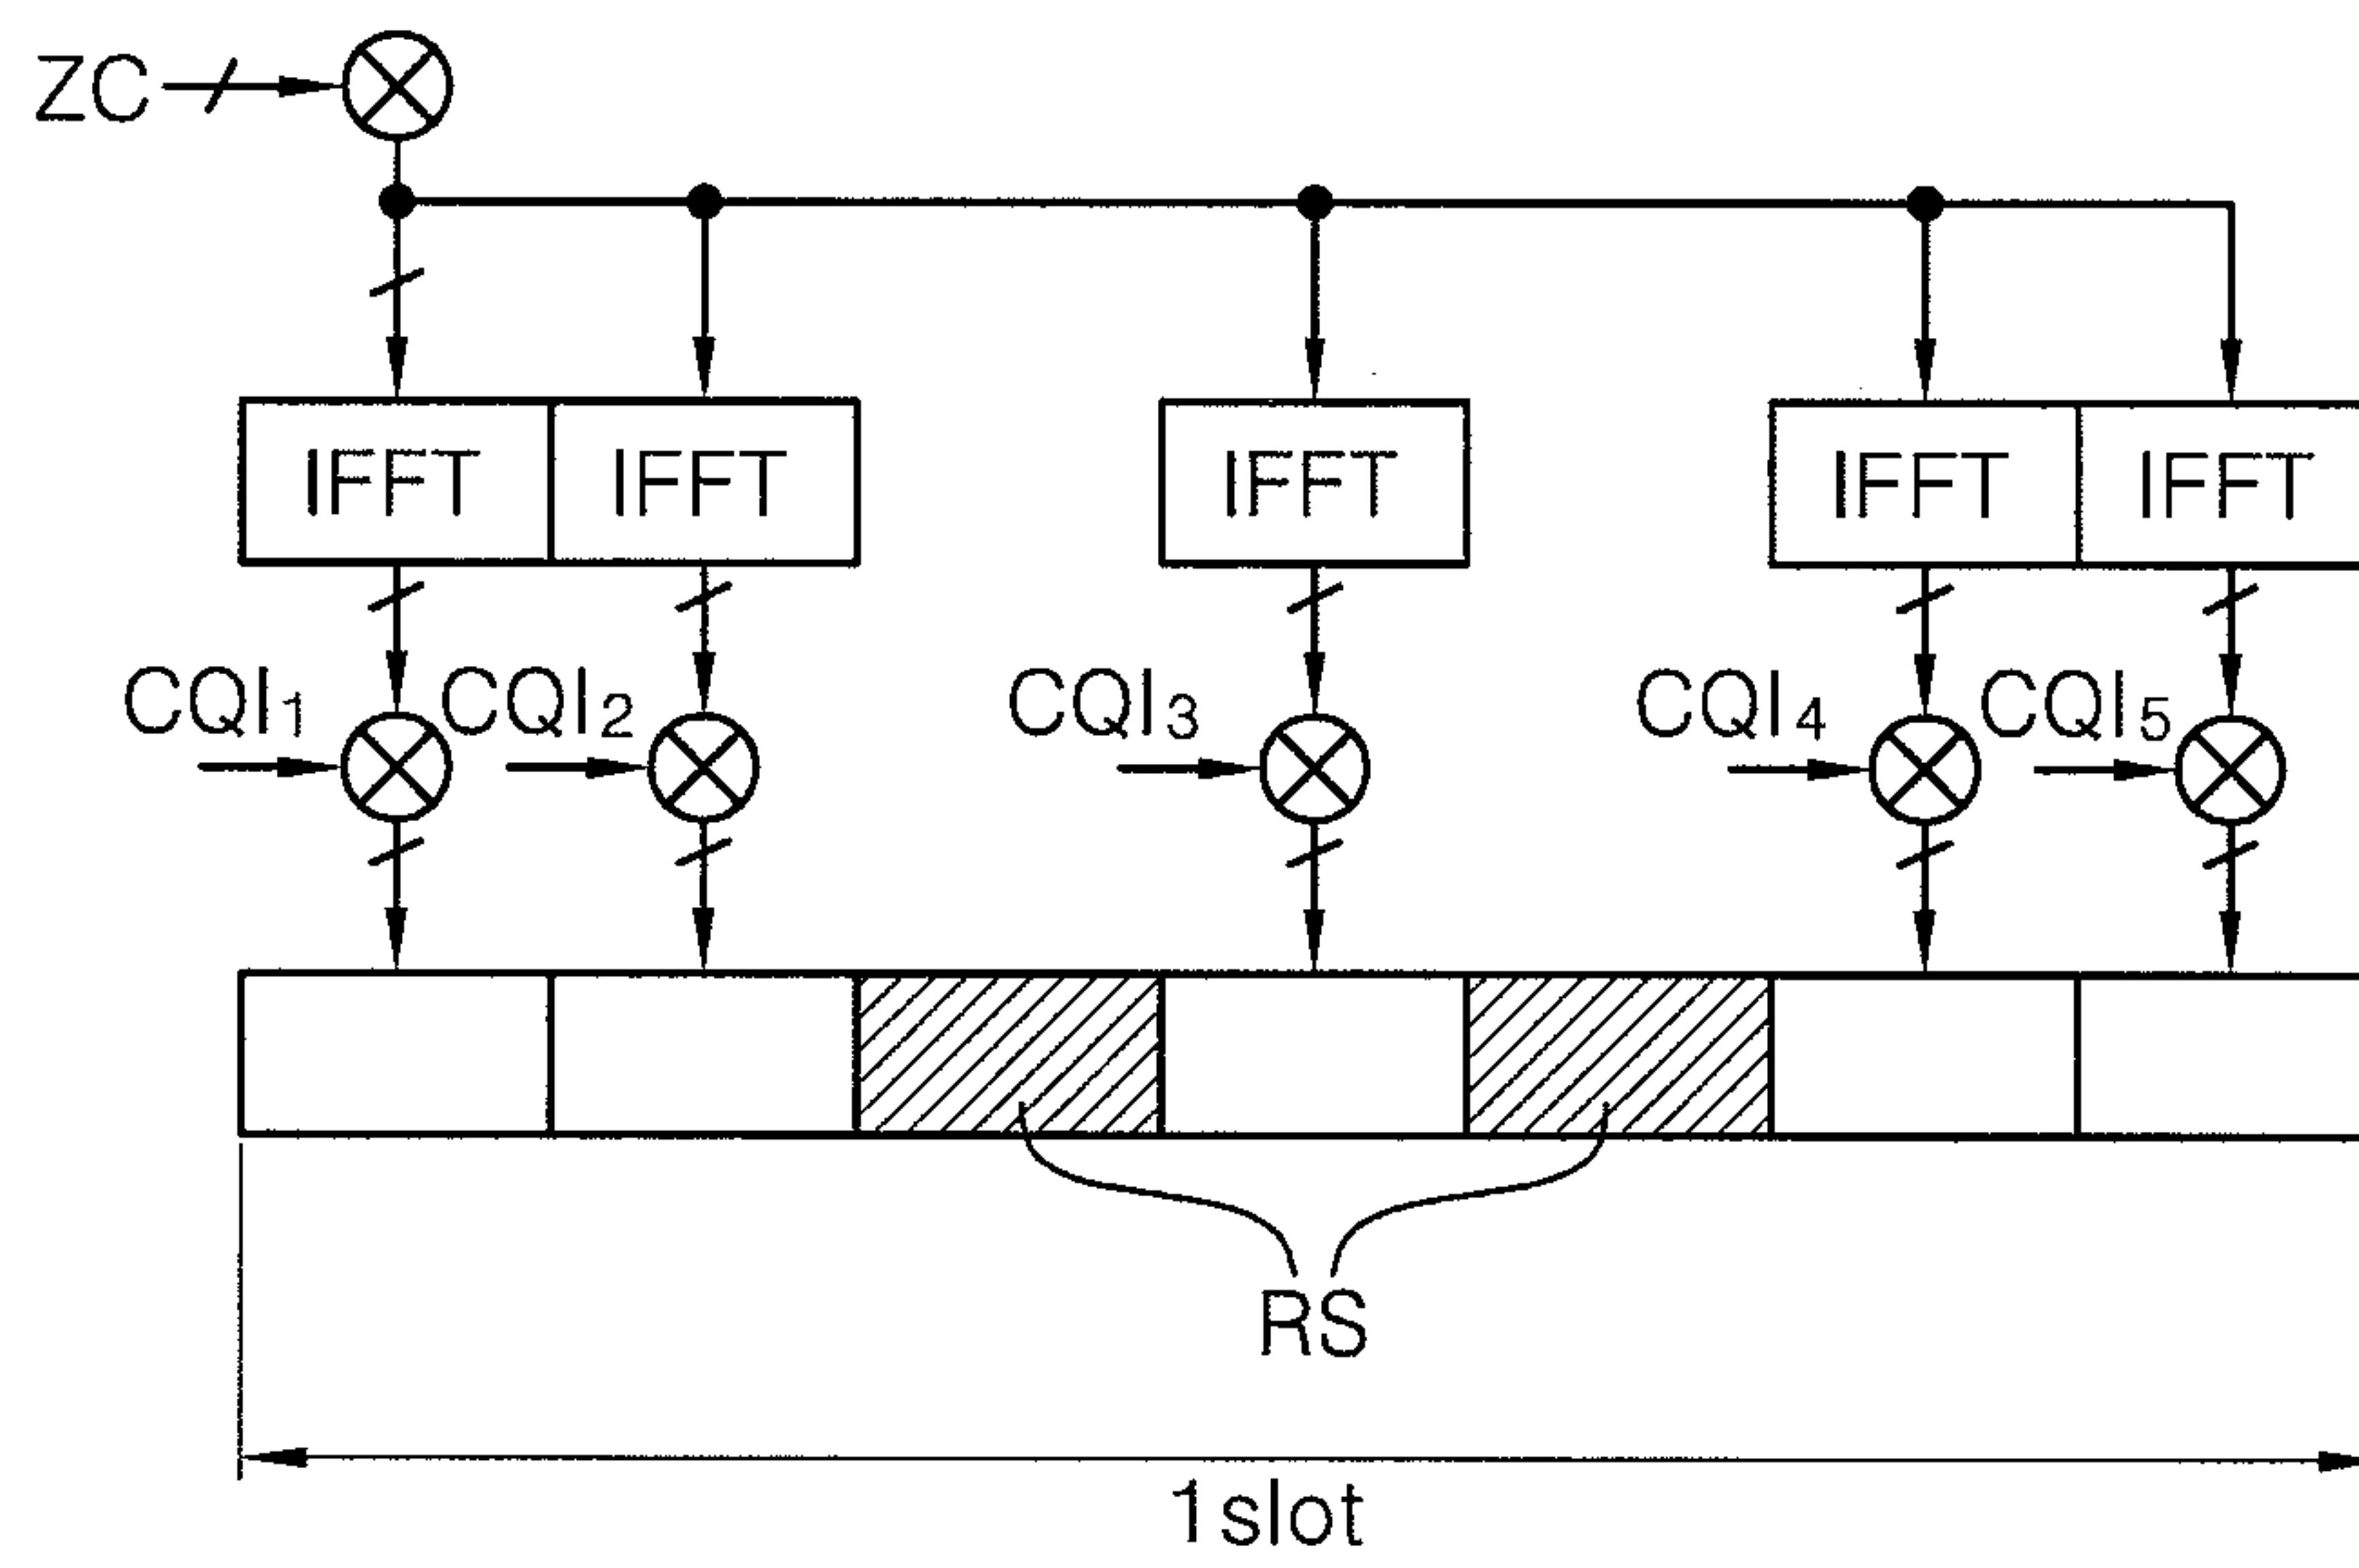 ZC
IFFT IFFT IFFT IFFT IFFT
CQI1 CQI2 CQI3 CQI4 CQI5
RS
1slot